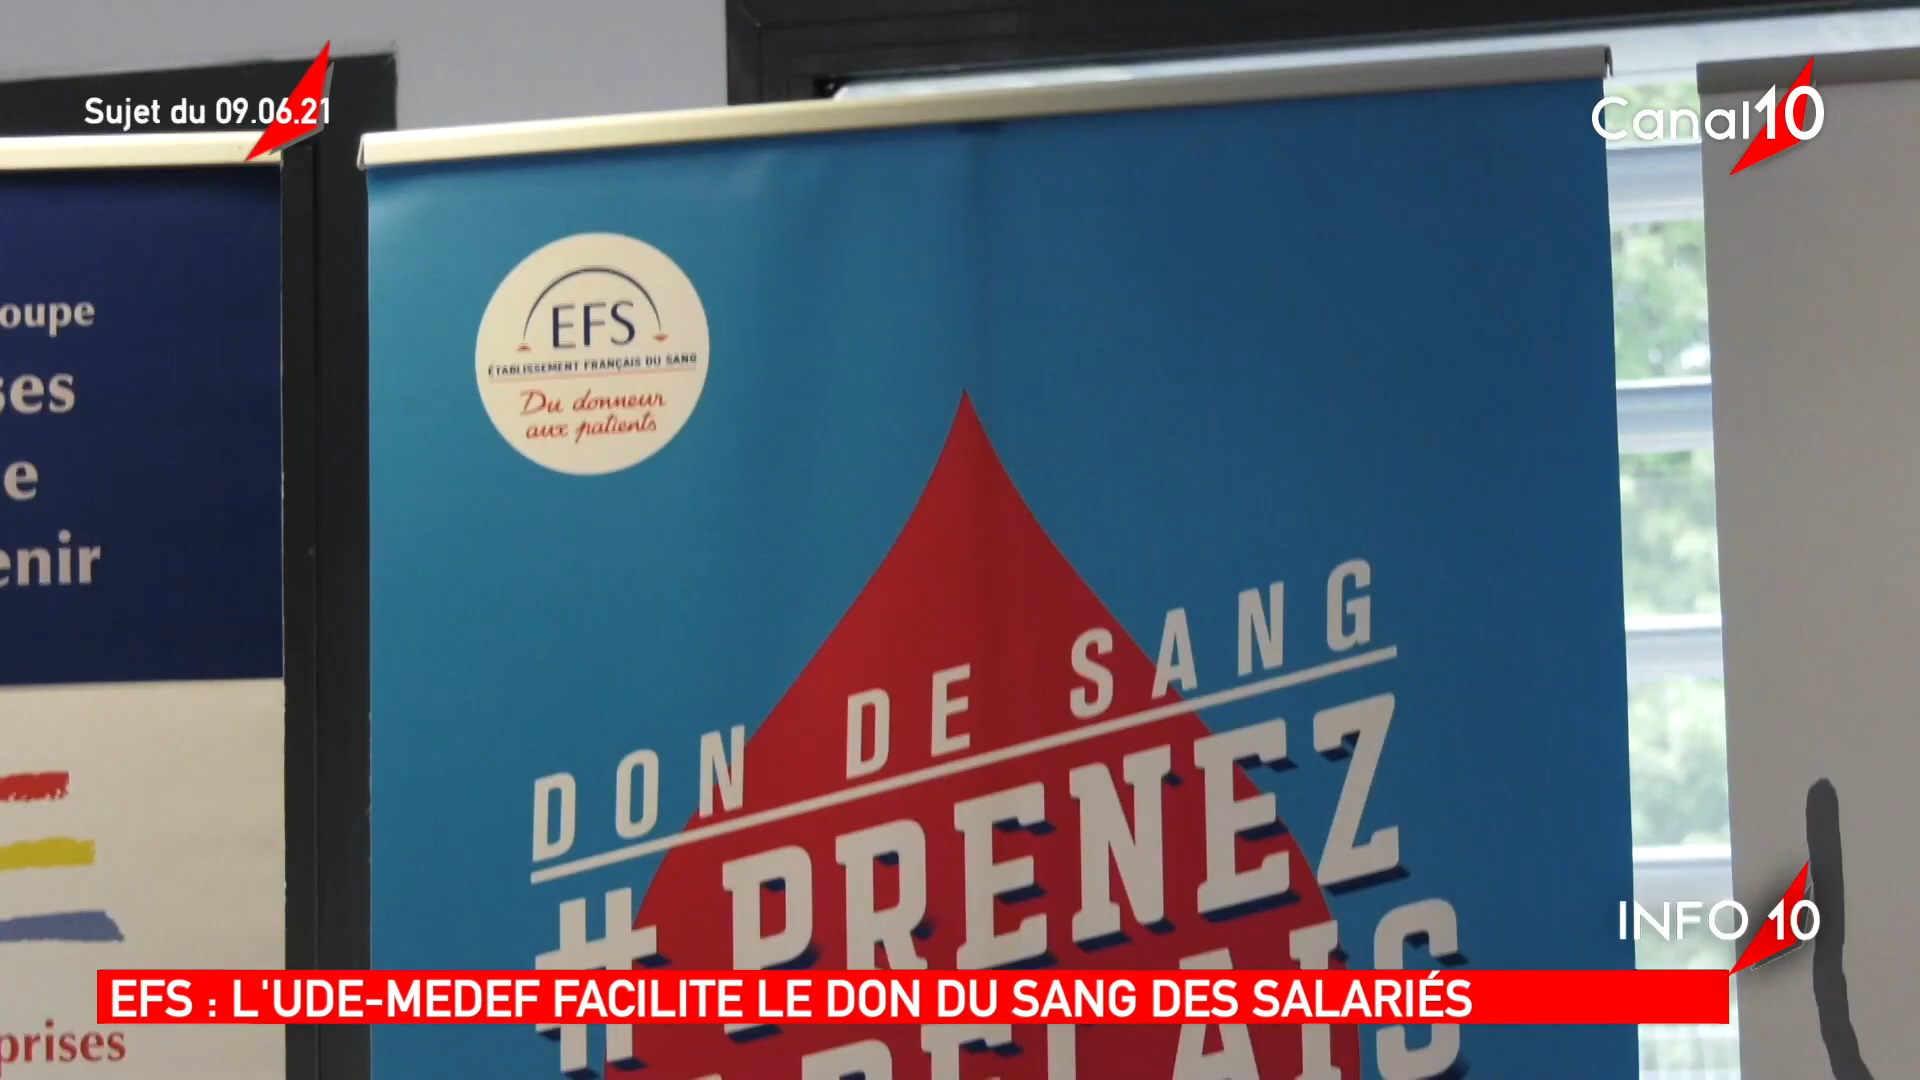 Sujet du 09.06.21
Canal10
oupe
ses
e
enir
prises
EFS
ÉTABLISSEMENT FRANÇAIS DU SANG
Du donneur
aux patients
DON DE SANG
#PRENEZ
RELAIS
INFO 10
EFS : L'UDE-MEDEF FACILITE LE DON DU SANG DES SALARIÉS